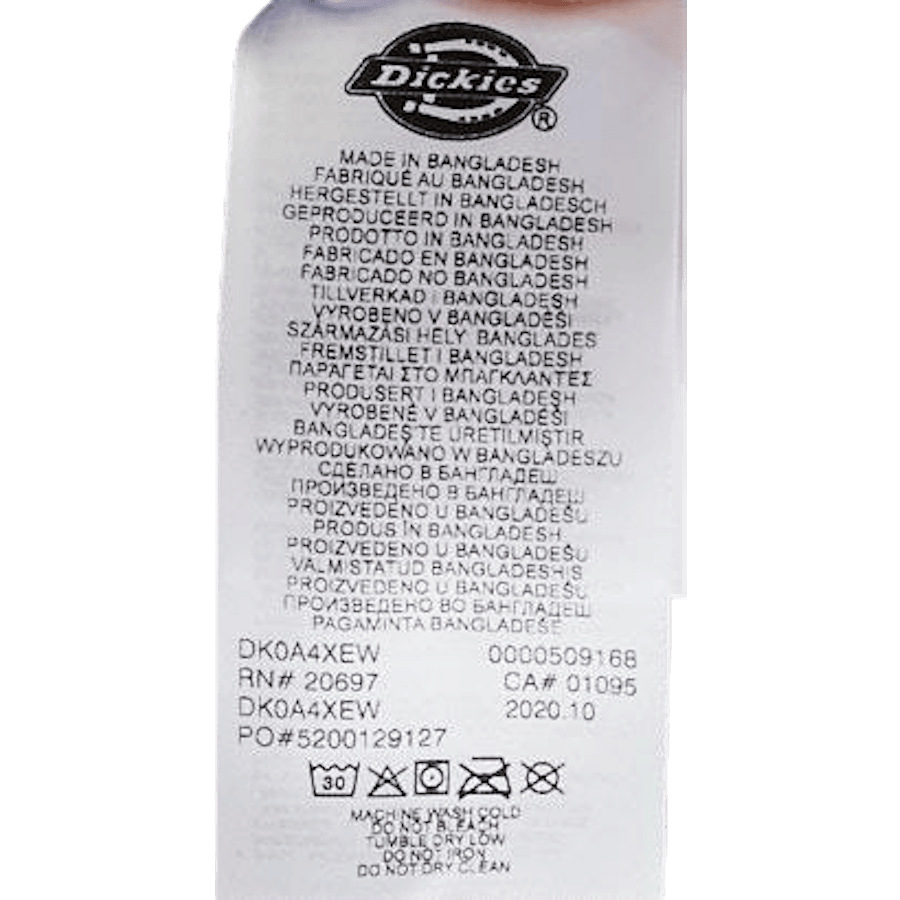 Dickies
®
MADE IN BANGLADESH
FABRIQUÉ AU BANGLADESH
HERGESTELLT IN BANGLADESCH
GEPRODUCEERD IN BANGLADESH
PRODOTTO IN BANGLADESH
FABRICADO EN BANGLADESH
FABRICADO NO BANGLADESH
TILLVERKAD I BANGLADESH
VYROBENO V BANGLADÉŠI
SZÁRMAZÁSI HELY BANGLADES
FREMSTILLET I BANGLADESH
ΠΑΡΑΓΕΤΑΙ ΣΤΟ ΜΠΑΓΚΛΑΝΤΕΣ
PRODUSERT I BANGLADESH
VYROBENÉ V BANGLADÉŠI
BANGLADEŞ'TE ÜRETİLMİŞTİR
WYPRODUKOWANO W BANGLADESZU
СДЕЛАНО В БАНГЛАДЕШ
ПРОИЗВЕДЕНО В БАНГЛАДЕШ
PROIZVEDENO U BANGLADEŠU
PRODUS ÎN BANGLADESH
PROIZVEDENO U BANGLADEŠU
VALMISTATUD BANGLADESHIS
PROIZVEDENO U BANGLADEŠU
ПРОИЗВЕДЕНО ВО БАНГЛАДЕШ
PAGAMINTA BANGLADEŠE
DK0A4XEW 0000509168
RN# 20697 CA# 01095
DK0A4XEW 2020.10
PO#5200129127
30
MACHINE WASH COLD
DO NOT BLEACH
TUMBLE DRY LOW
DO NOT IRON
DO NOT DRY CLEAN